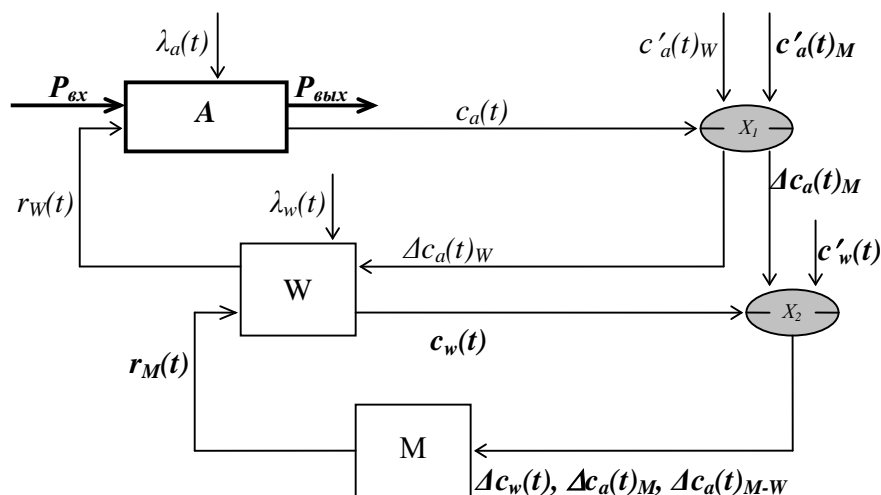 λa(t)
c′a(t)W
c′a(t)M
Pвх
Pвых
A
ca(t)
X1
Δca(t)M
rW(t)
λw(t)
Δca(t)W
c′w(t)
W
X2
cw(t)
rM(t)
M
Δcw(t), Δca(t)M, Δca(t)M-W